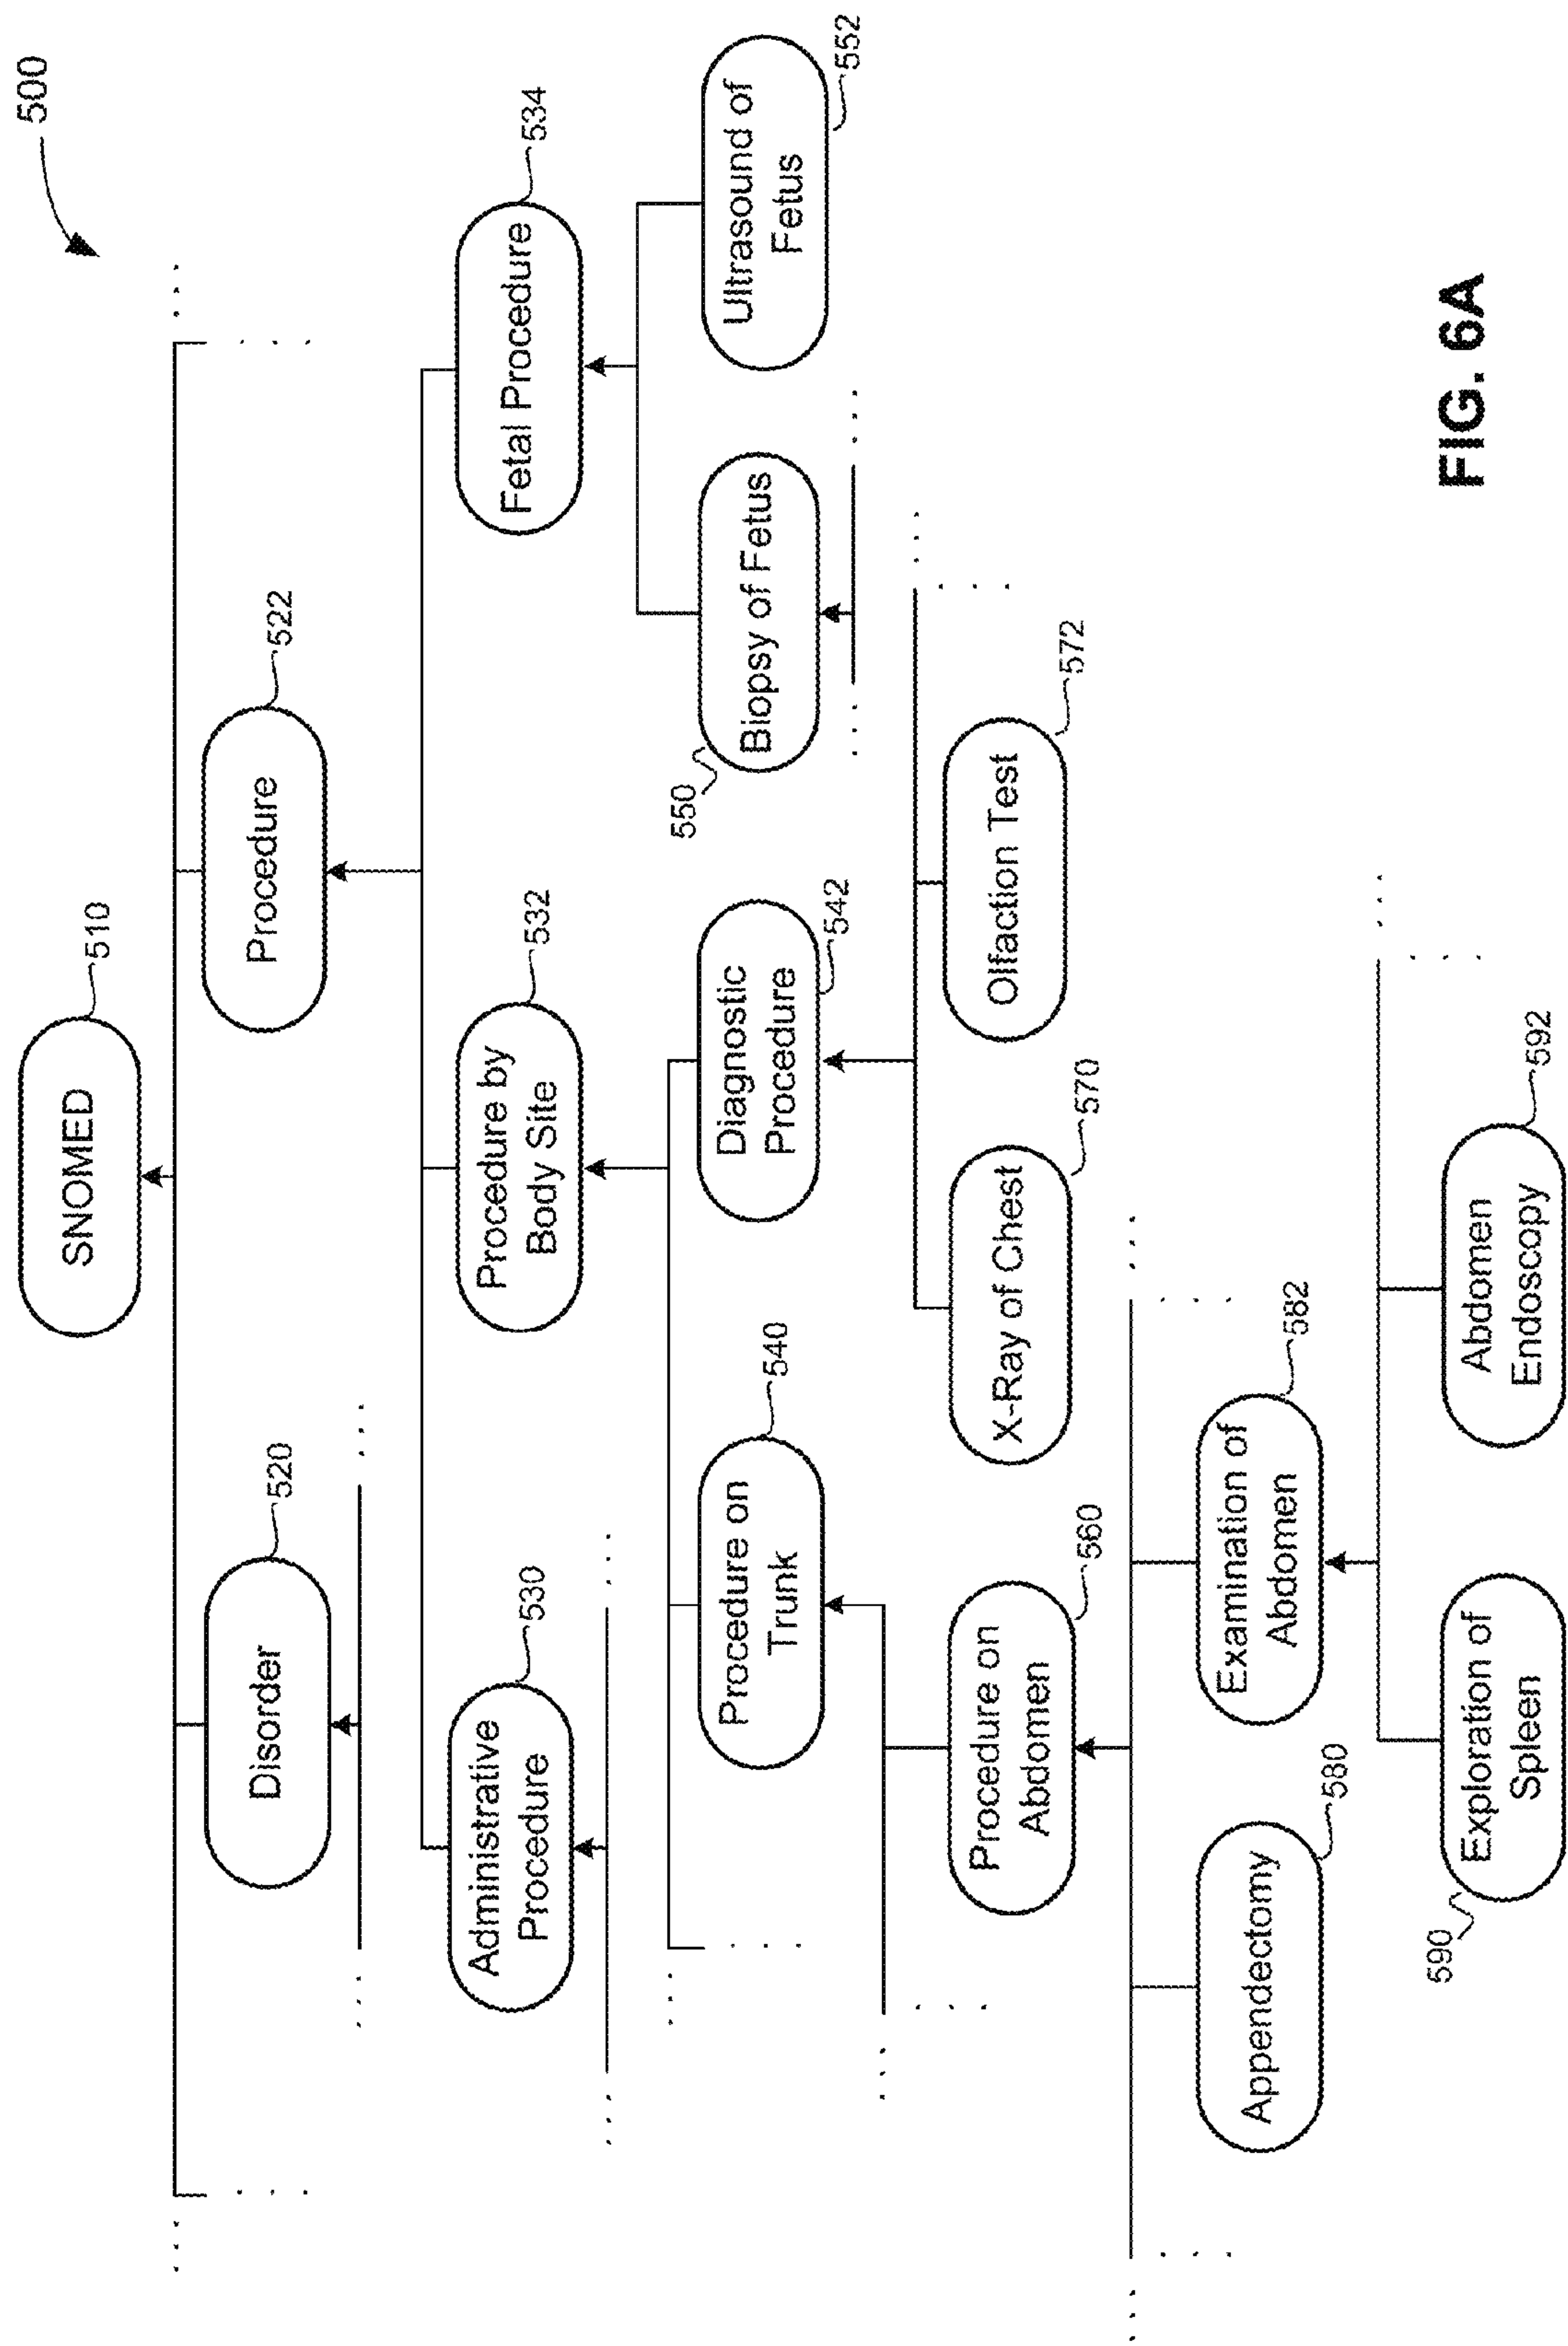 500
SNOMED
510
Disorder
520
Procedure
522
Administrative
Procedure
530
Procedure by
Body Site
532
Fetal Procedure
534
Procedure on
Trunk
540
Diagnostic
Procedure
542
550
Biopsy of Fetus
Ultrasound of
Fetus
552
Procedure on
Abdomen
560
X-Ray of Chest
570
Olfaction Test
572
Appendectomy
580
Examination of
Abdomen
582
590
Exploration of
Spleen
Abdomen
Endoscopy
592
FIG. 6A